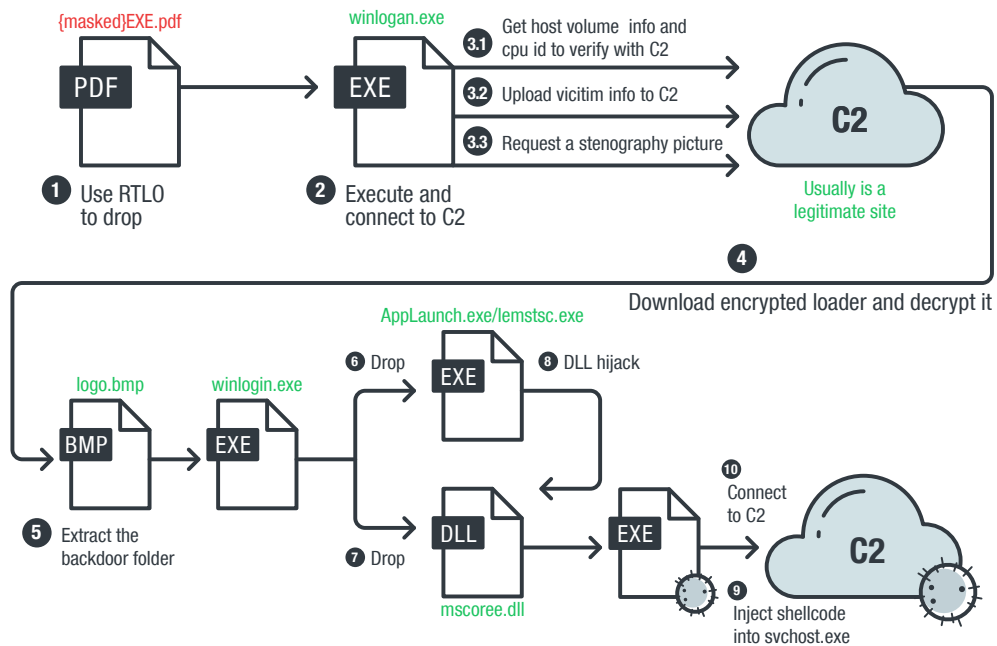 {masked}EXE.pdf
PDF
1 Use RTLO
to drop
winlogan.exe
EXE
2 Execute and
connect to C2
3.1 Get host volume info and
cpu id to verify with C2
3.2 Upload vicitim info to C2
3.3 Request a stenography picture
C2
Usually is a
legitimate site
4
Download encrypted loader and decrypt it
logo.bmp
BMP
5 Extract the
backdoor folder
winlogin.exe
EXE
6 Drop
AppLaunch.exe/lemstsc.exe
EXE
8 DLL hijack
7 Drop
DLL
mscoree.dll
EXE
10
Connect
to C2
C2
9
Inject shellcode
into svchost.exe